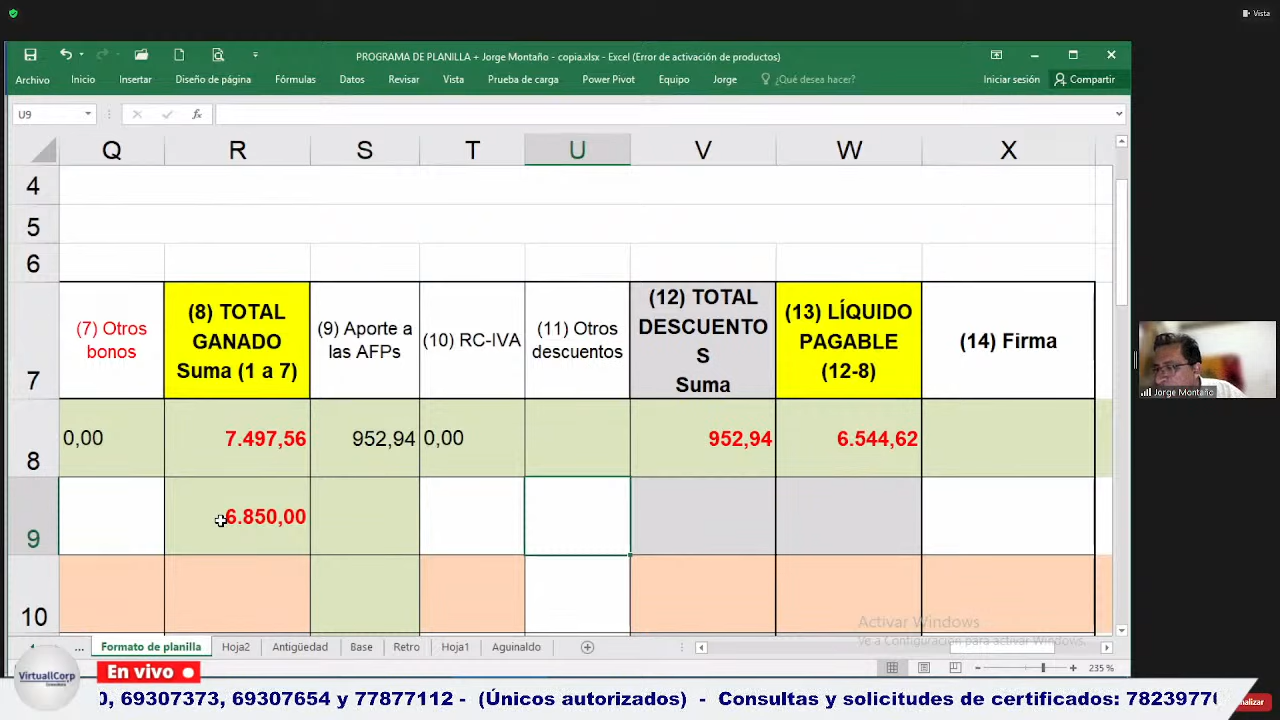 Vista
PROGRAMA DE PLANILLA + Jorge Montaño - copia.xlsx - Excel (Error de activación de productos)
Archivo Inicio Insertar Diseño de página Fórmulas Datos Revisar Vista Prueba de carga Power Pivot Equipo Jorge ¿Qué desea hacer? Iniciar sesión Compartir
U9 fx
Q R S T U V W X
4
5
6
7
(7) Otros
bonos
(8) TOTAL
GANADO
Suma (1 a 7)
(9) Aporte a
las AFPs
(10) RC-IVA
(11) Otros
descuentos
(12) TOTAL
DESCUENTO
S
Suma
(13) LÍQUIDO
PAGABLE
(12-8)
(14) Firma
8 0,00 7.497,56 952,94 0,00 952,94 6.544,62
9 6.850,00
10
Jorge Montaño
Activar Windows
Ve a Configuración para activar Windows.
... Formato de planilla Hoja2 Antigüedad Base Retro Hoja1 Aguinaldo
235 %
VirtuallCorp
En vivo
0, 69307373, 69307654 y 77877112 - (Únicos autorizados) - Consultas y solicitudes de certificados: 7823977